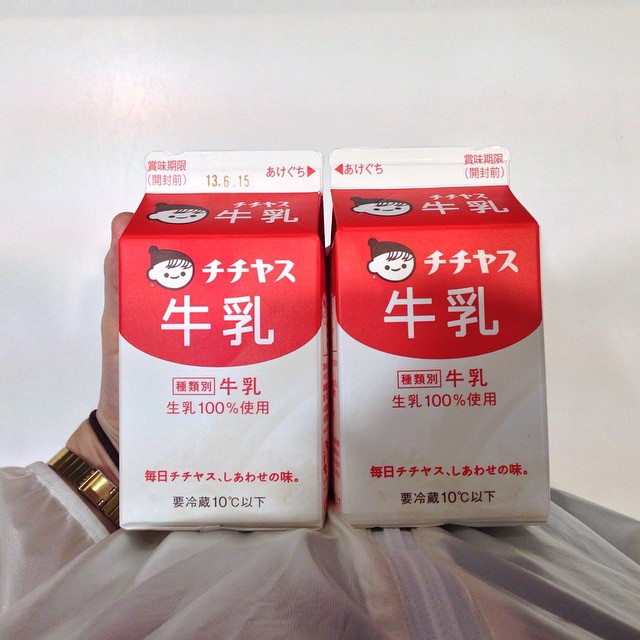 賞味期限
(開封前)
13.6.15
あけぐち▶
チチヤス
牛乳
チチヤス
牛乳
種類別 牛乳
生乳100%使用
毎日チチヤス、しあわせの味。
要冷蔵10℃以下
◀あけぐち
賞味期限
(開封前)
チチヤス
牛乳
チチヤス
牛乳
種類別 牛乳
生乳100%使用
毎日チチヤス、しあわせの味。
要冷蔵10℃以下